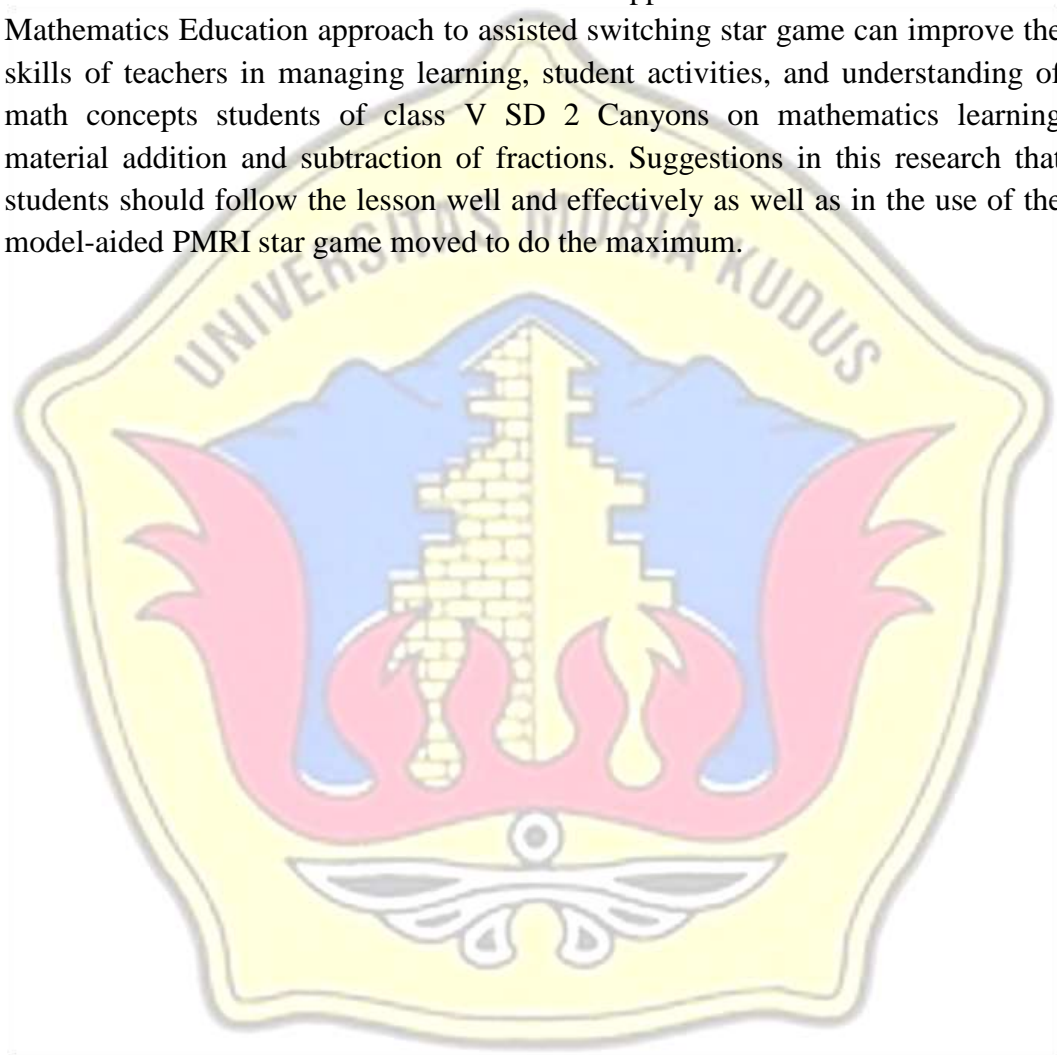 Mathematics Education approach to assisted switching star game can improve the
skills of teachers in managing learning, student activities, and understanding of
math concepts students of class V SD 2 Canyons on mathematics learning
material addition and subtraction of fractions. Suggestions in this research that
students should follow the lesson well and effectively as well as in the use of the
model-aided PMRI star game moved to do the maximum.
UNIVERSITAS MURIA KUDUS